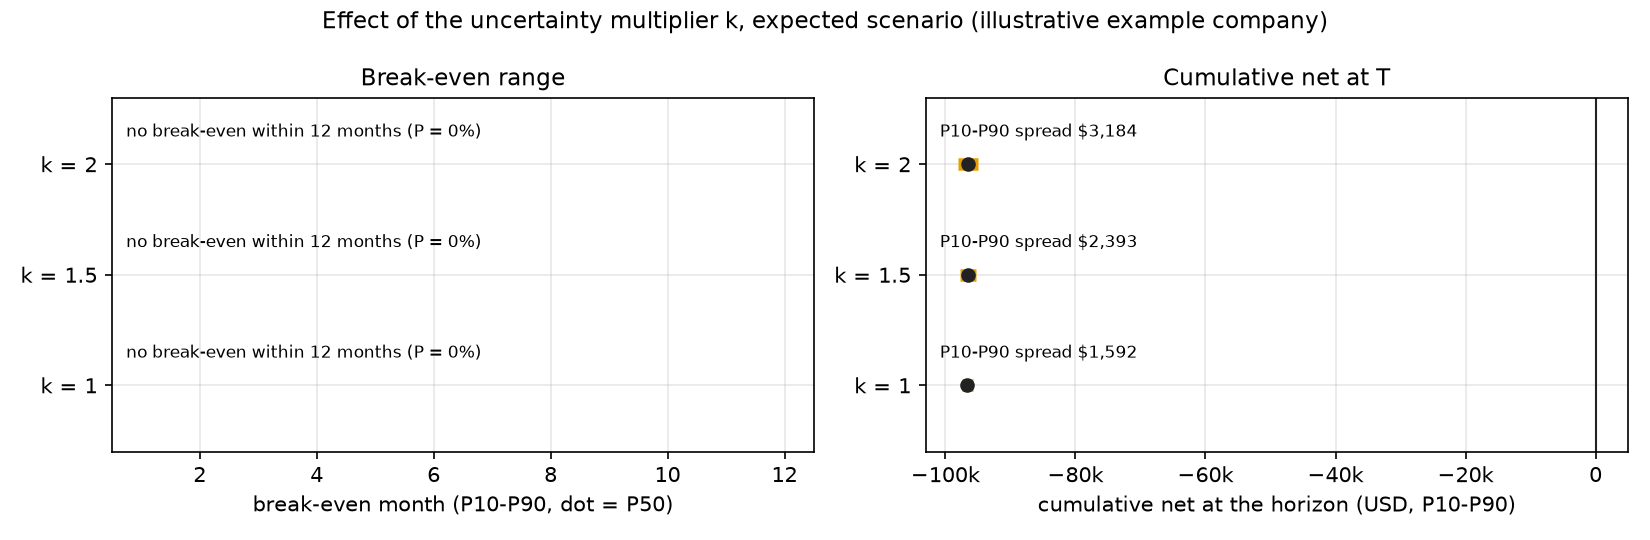 Effect of the uncertainty multiplier k, expected scenario (illustrative example company)
Break-even range
no break-even within 12 months (P = 0%)
k = 2
no break-even within 12 months (P = 0%)
k = 1.5
no break-even within 12 months (P = 0%)
k = 1
2 4 6 8 10 12
break-even month (P10-P90, dot = P50)
Cumulative net at T
P10-P90 spread $3,184
k = 2
P10-P90 spread $2,393
k = 1.5
P10-P90 spread $1,592
k = 1
−100k −80k −60k −40k −20k 0
cumulative net at the horizon (USD, P10-P90)